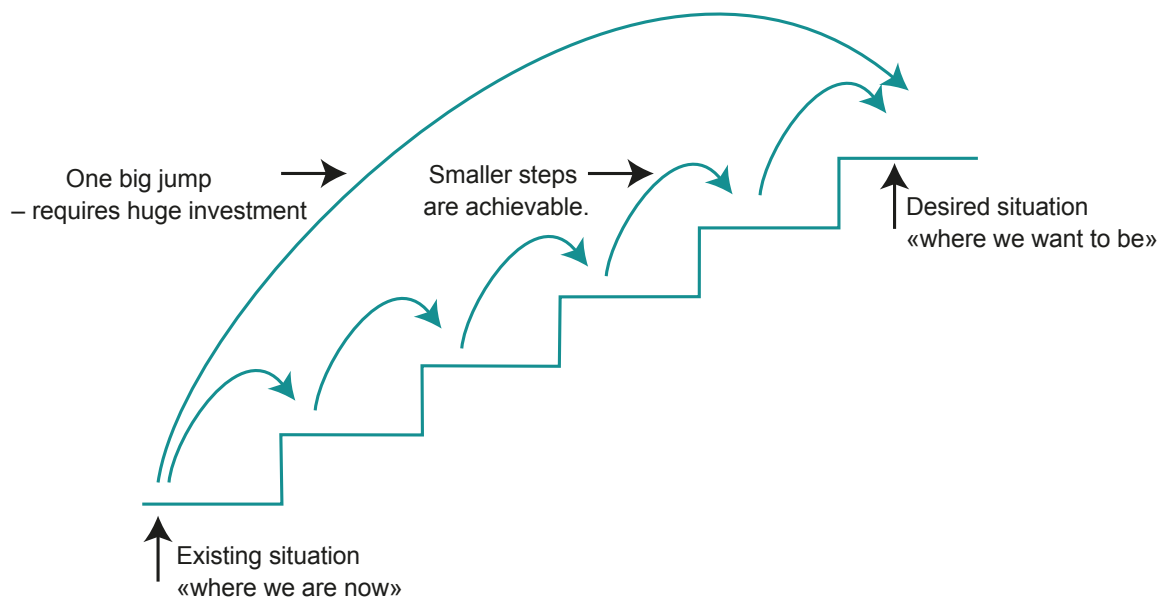 One big jump
– requires huge investment
Smaller steps
are achievable.
Desired situation
«where we want to be»
Existing situation
«where we are now»